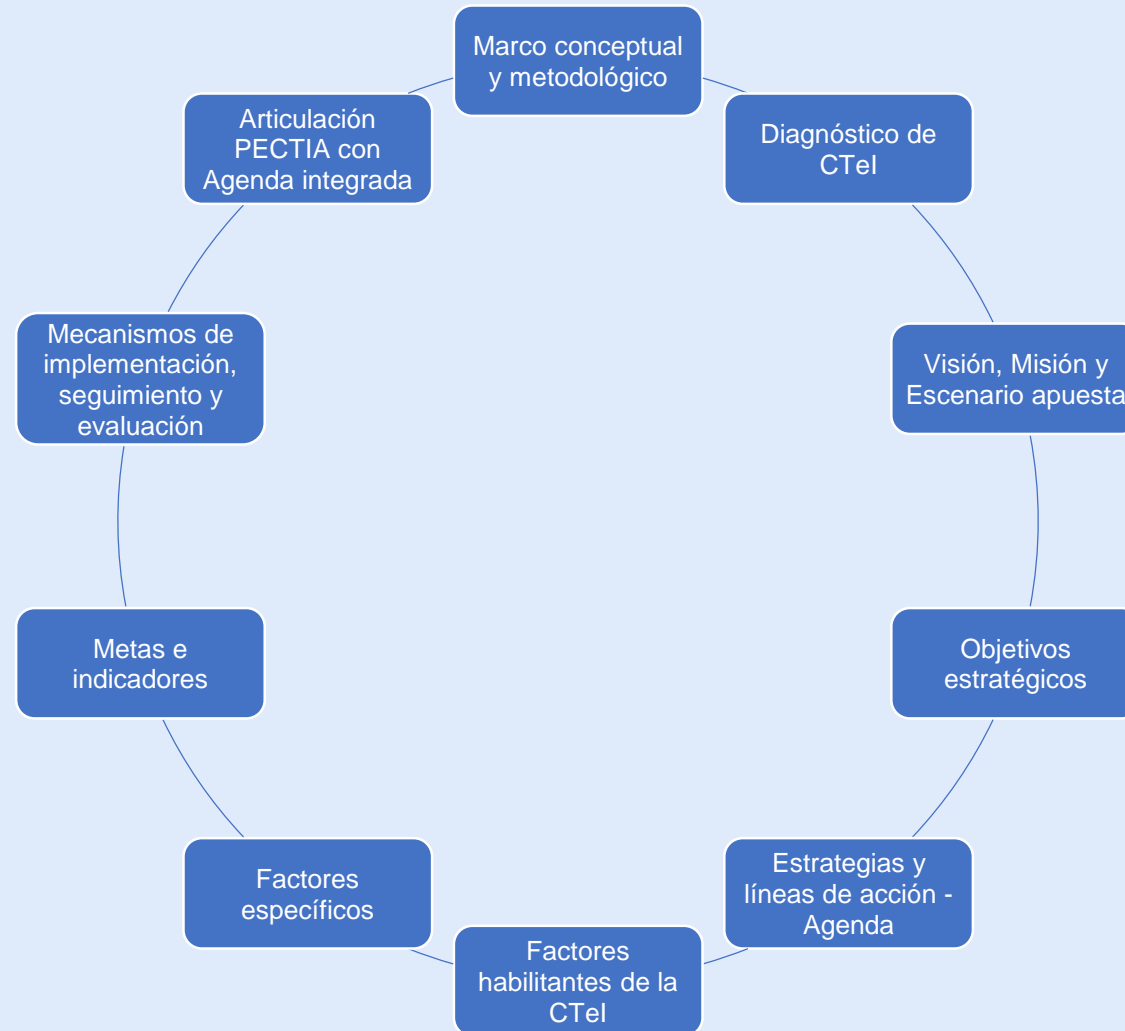 Marco conceptual
y metodológico
Diagnóstico de
CTeI
Visión, Misión y
Escenario apuesta
Objetivos
estratégicos
Estrategias y
líneas de acción -
Agenda
Factores
habilitantes de la
CTeI
Factores
específicos
Metas e
indicadores
Mecanismos de
implementación,
seguimiento y
evaluación
Articulación
PECTIA con
Agenda integrada